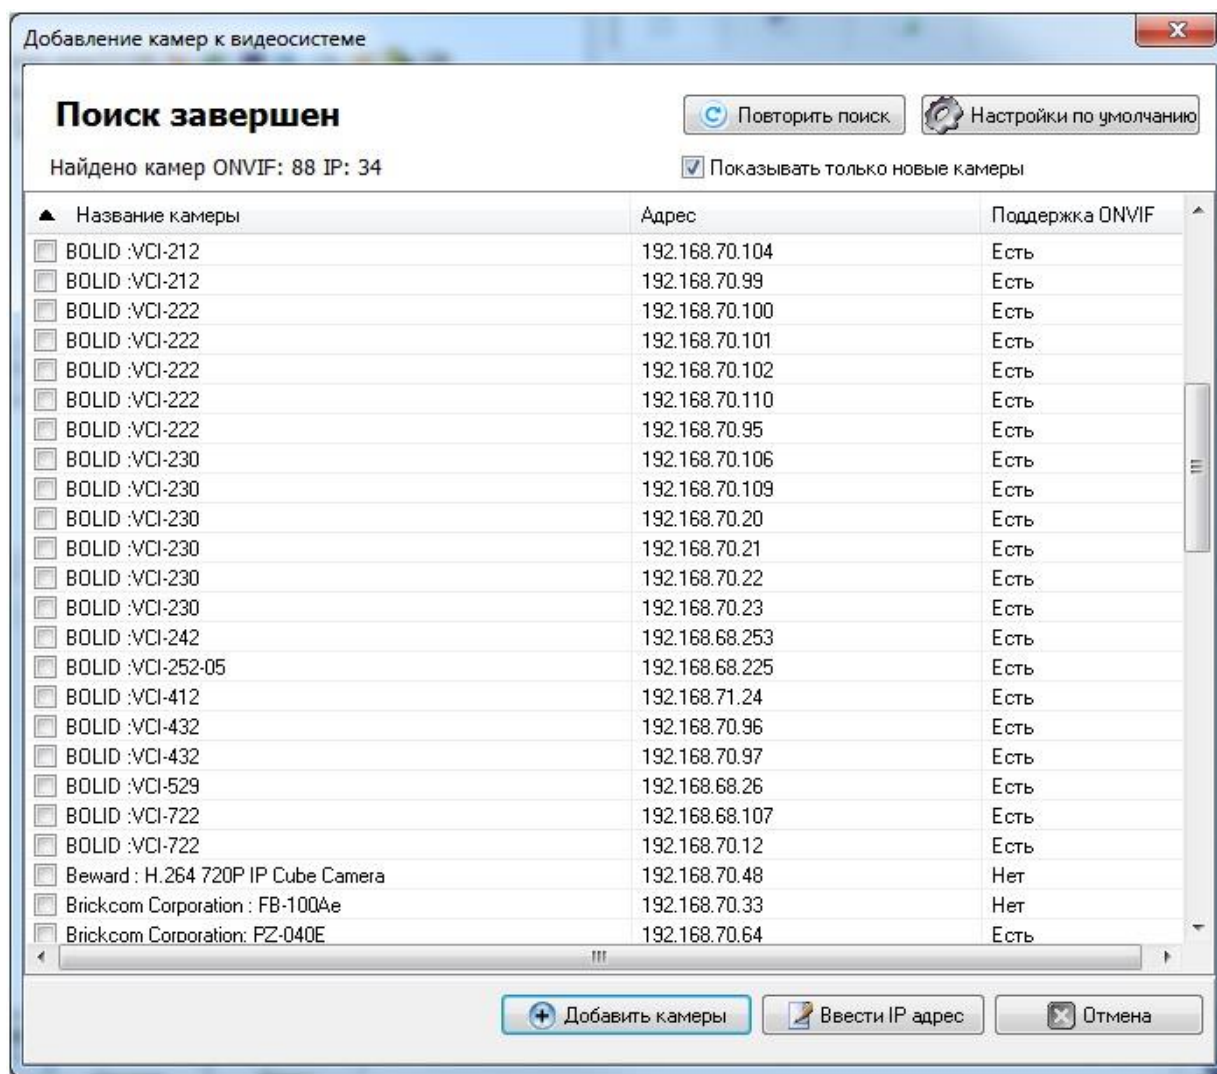 Добавление камер к видеосистеме
Поиск завершен
Повторить поиск Настройки по умолчанию
Найдено камер ONVIF: 88 IP: 34 Показывать только новые камеры
Название камеры Адрес Поддержка ONVIF
BOLID :VCI-212 192.168.70.104 Есть
BOLID :VCI-212 192.168.70.99 Есть
BOLID :VCI-222 192.168.70.100 Есть
BOLID :VCI-222 192.168.70.101 Есть
BOLID :VCI-222 192.168.70.102 Есть
BOLID :VCI-222 192.168.70.110 Есть
BOLID :VCI-222 192.168.70.95 Есть
BOLID :VCI-230 192.168.70.106 Есть
BOLID :VCI-230 192.168.70.109 Есть
BOLID :VCI-230 192.168.70.20 Есть
BOLID :VCI-230 192.168.70.21 Есть
BOLID :VCI-230 192.168.70.22 Есть
BOLID :VCI-230 192.168.70.23 Есть
BOLID :VCI-242 192.168.68.253 Есть
BOLID :VCI-252-05 192.168.68.225 Есть
BOLID :VCI-412 192.168.71.24 Есть
BOLID :VCI-432 192.168.70.96 Есть
BOLID :VCI-432 192.168.70.97 Есть
BOLID :VCI-529 192.168.68.26 Есть
BOLID :VCI-722 192.168.68.107 Есть
BOLID :VCI-722 192.168.70.12 Есть
Beward : H.264 720P IP Cube Camera 192.168.70.48 Нет
Brickcom Corporation : FB-100Ae 192.168.70.33 Нет
Brickcom Corporation: PZ-040E 192.168.70.64 Есть
Добавить камеры Ввести IP адрес Отмена